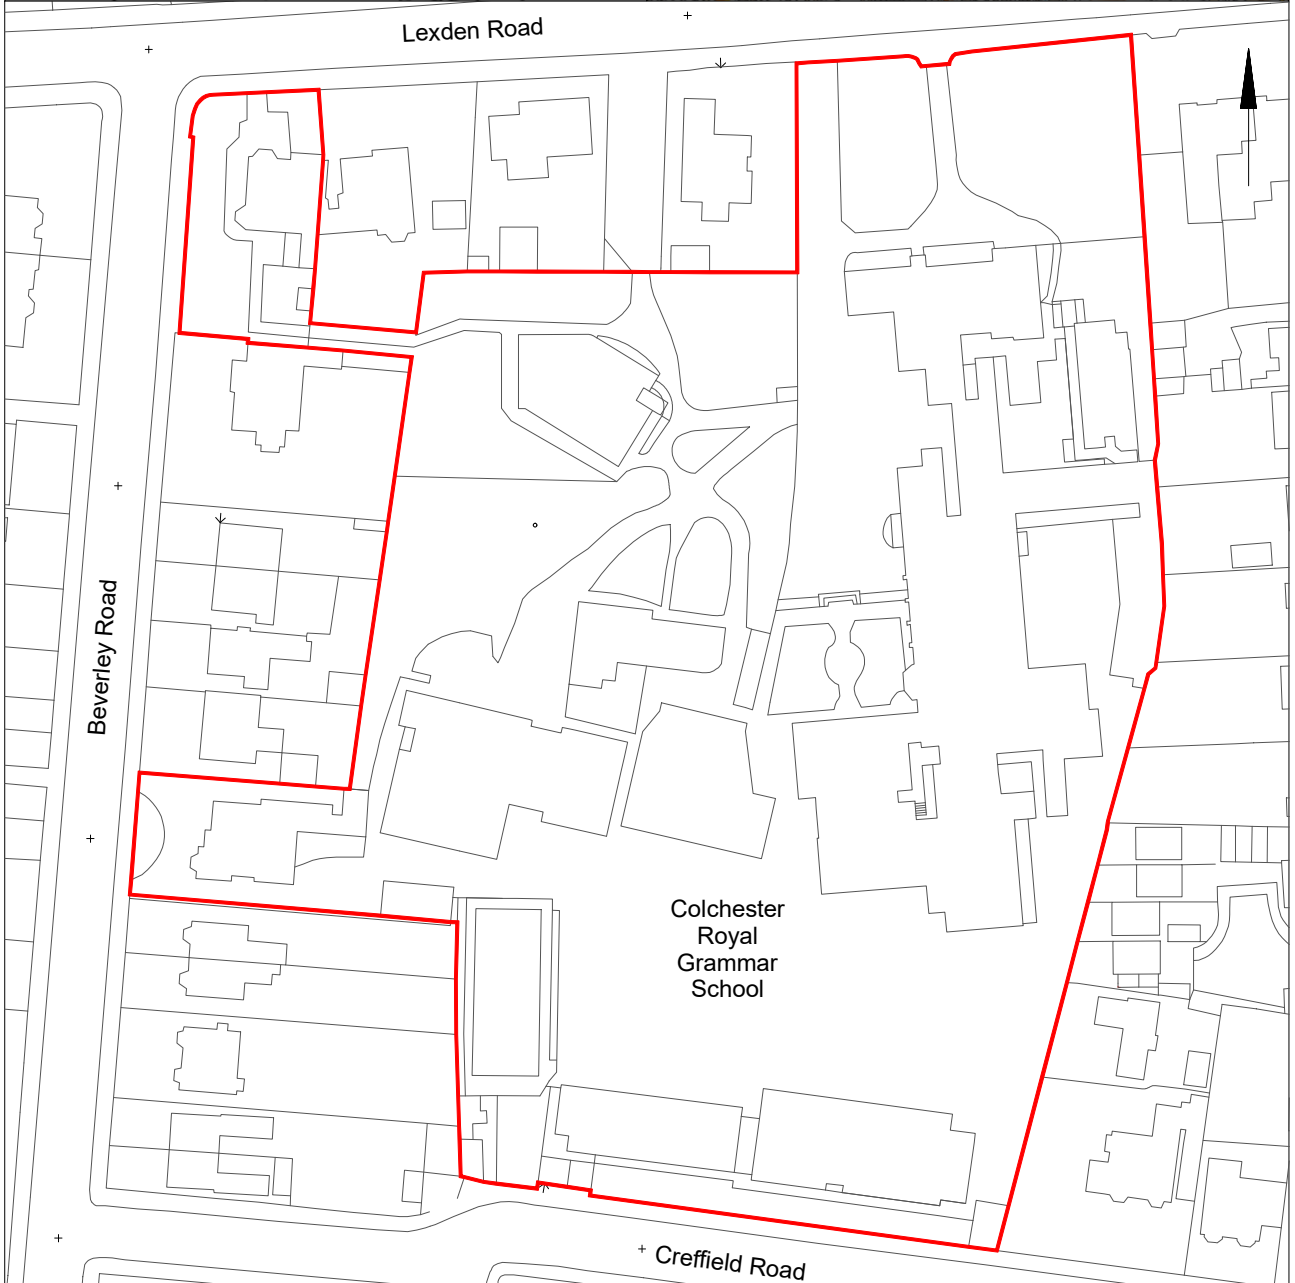 Lexden Road
Beverley Road
Colchester
Royal
Grammar
School
Creffield Road